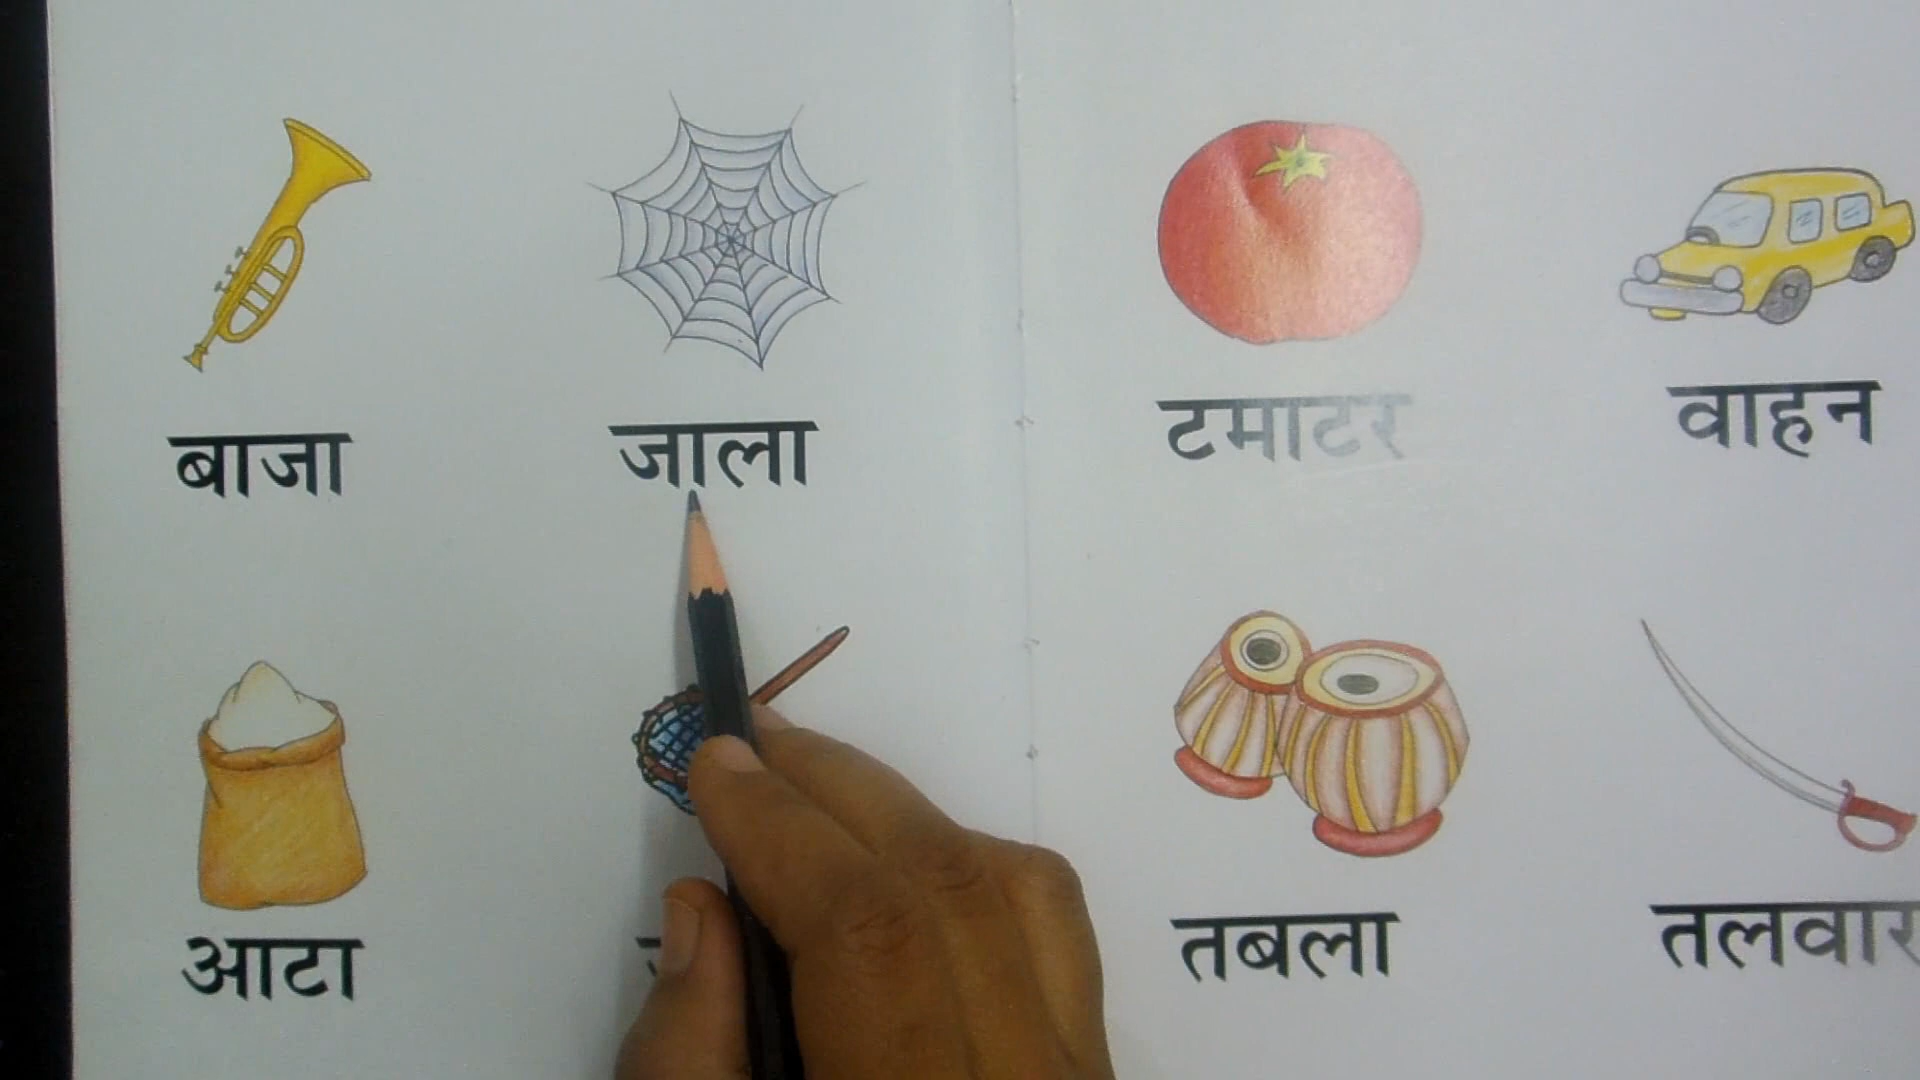 बाजा
जाला
टमाटर
वाहन
आटा
तबला
तलवार